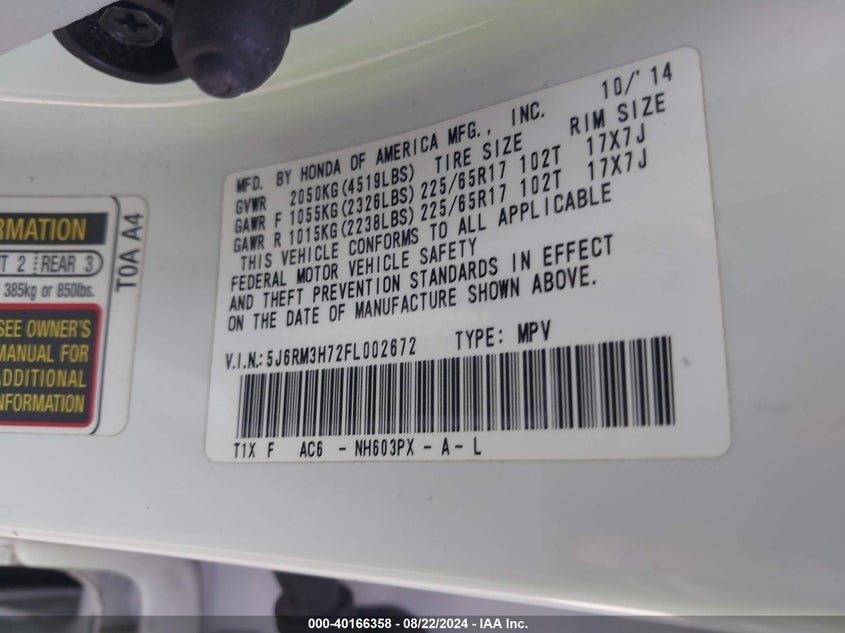 MFD. BY HONDA OF AMERICA MFG., INC. 10/'14
GVWR 2050KG(4519LBS) TIRE SIZE RIM SIZE
GAWR F 1055KG(2326LBS) 225/65R17 102T 17X7J
GAWR R 1015KG(2238LBS) 225/65R17 102T 17X7J
THIS VEHICLE CONFORMS TO ALL APPLICABLE
FEDERAL MOTOR VEHICLE SAFETY
AND THEFT PREVENTION STANDARDS IN EFFECT
ON THE DATE OF MANUFACTURE SHOWN ABOVE.
V.I.N.: 5J6RM3H72FL002672 TYPE: MPV
T1X F AC6 - NH603PX - A - L
RMATION
T 2 REAR 3
385kg or 850lbs.
SEE OWNER'S
MANUAL FOR
ADDITIONAL
NFORMATION
T0A A4
000-40166358 - 08/22/2024 - IAA Inc.